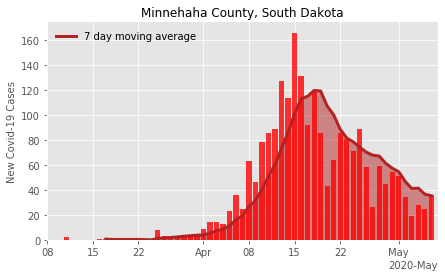 Minnehaha County, South Dakota
7 day moving average
New Covid-19 Cases
160
140
120
100
80
60
40
20
0
08 15 22 Apr 08 15 22 May
2020-May